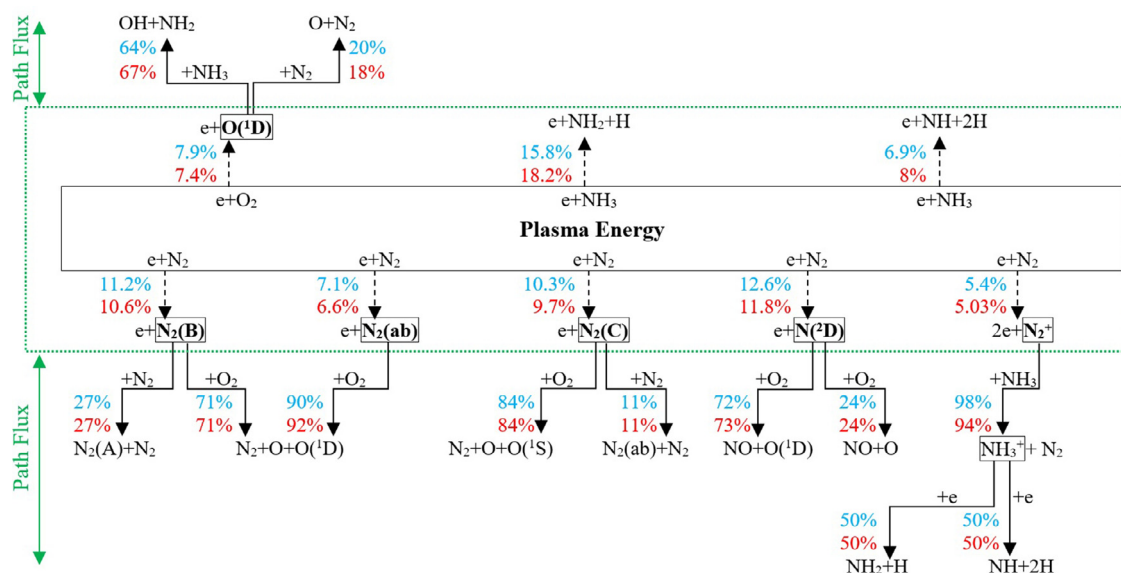 OH+NH₂
O+N₂
64%
20%
67%
+NH₃
+N₂
18%
Path Flux
e+O(¹D)
e+NH₂+H
e+NH+2H
7.9%
15.8%
6.9%
7.4%
18.2%
8%
e+O₂
e+NH₃
e+NH₃
Plasma Energy
e+N₂
e+N₂
e+N₂
e+N₂
e+N₂
11.2%
7.1%
10.3%
12.6%
5.4%
10.6%
6.6%
9.7%
11.8%
5.03%
e+N₂(B)
e+N₂(ab)
e+N₂(C)
e+N(²D)
2e+N₂⁺
Path Flux
+N₂
+O₂
+O₂
+O₂
+N₂
+O₂
+O₂
+NH₃
27%
71%
90%
84%
11%
72%
24%
98%
27%
71%
92%
84%
11%
73%
24%
94%
N₂(A)+N₂
N₂+O+O(¹D)
N₂+O+O(¹S)
N₂(ab)+N₂
NO+O(¹D)
NO+O
NH₃⁺+ N₂
+e
+e
50%
50%
50%
50%
NH₂+H
NH+2H